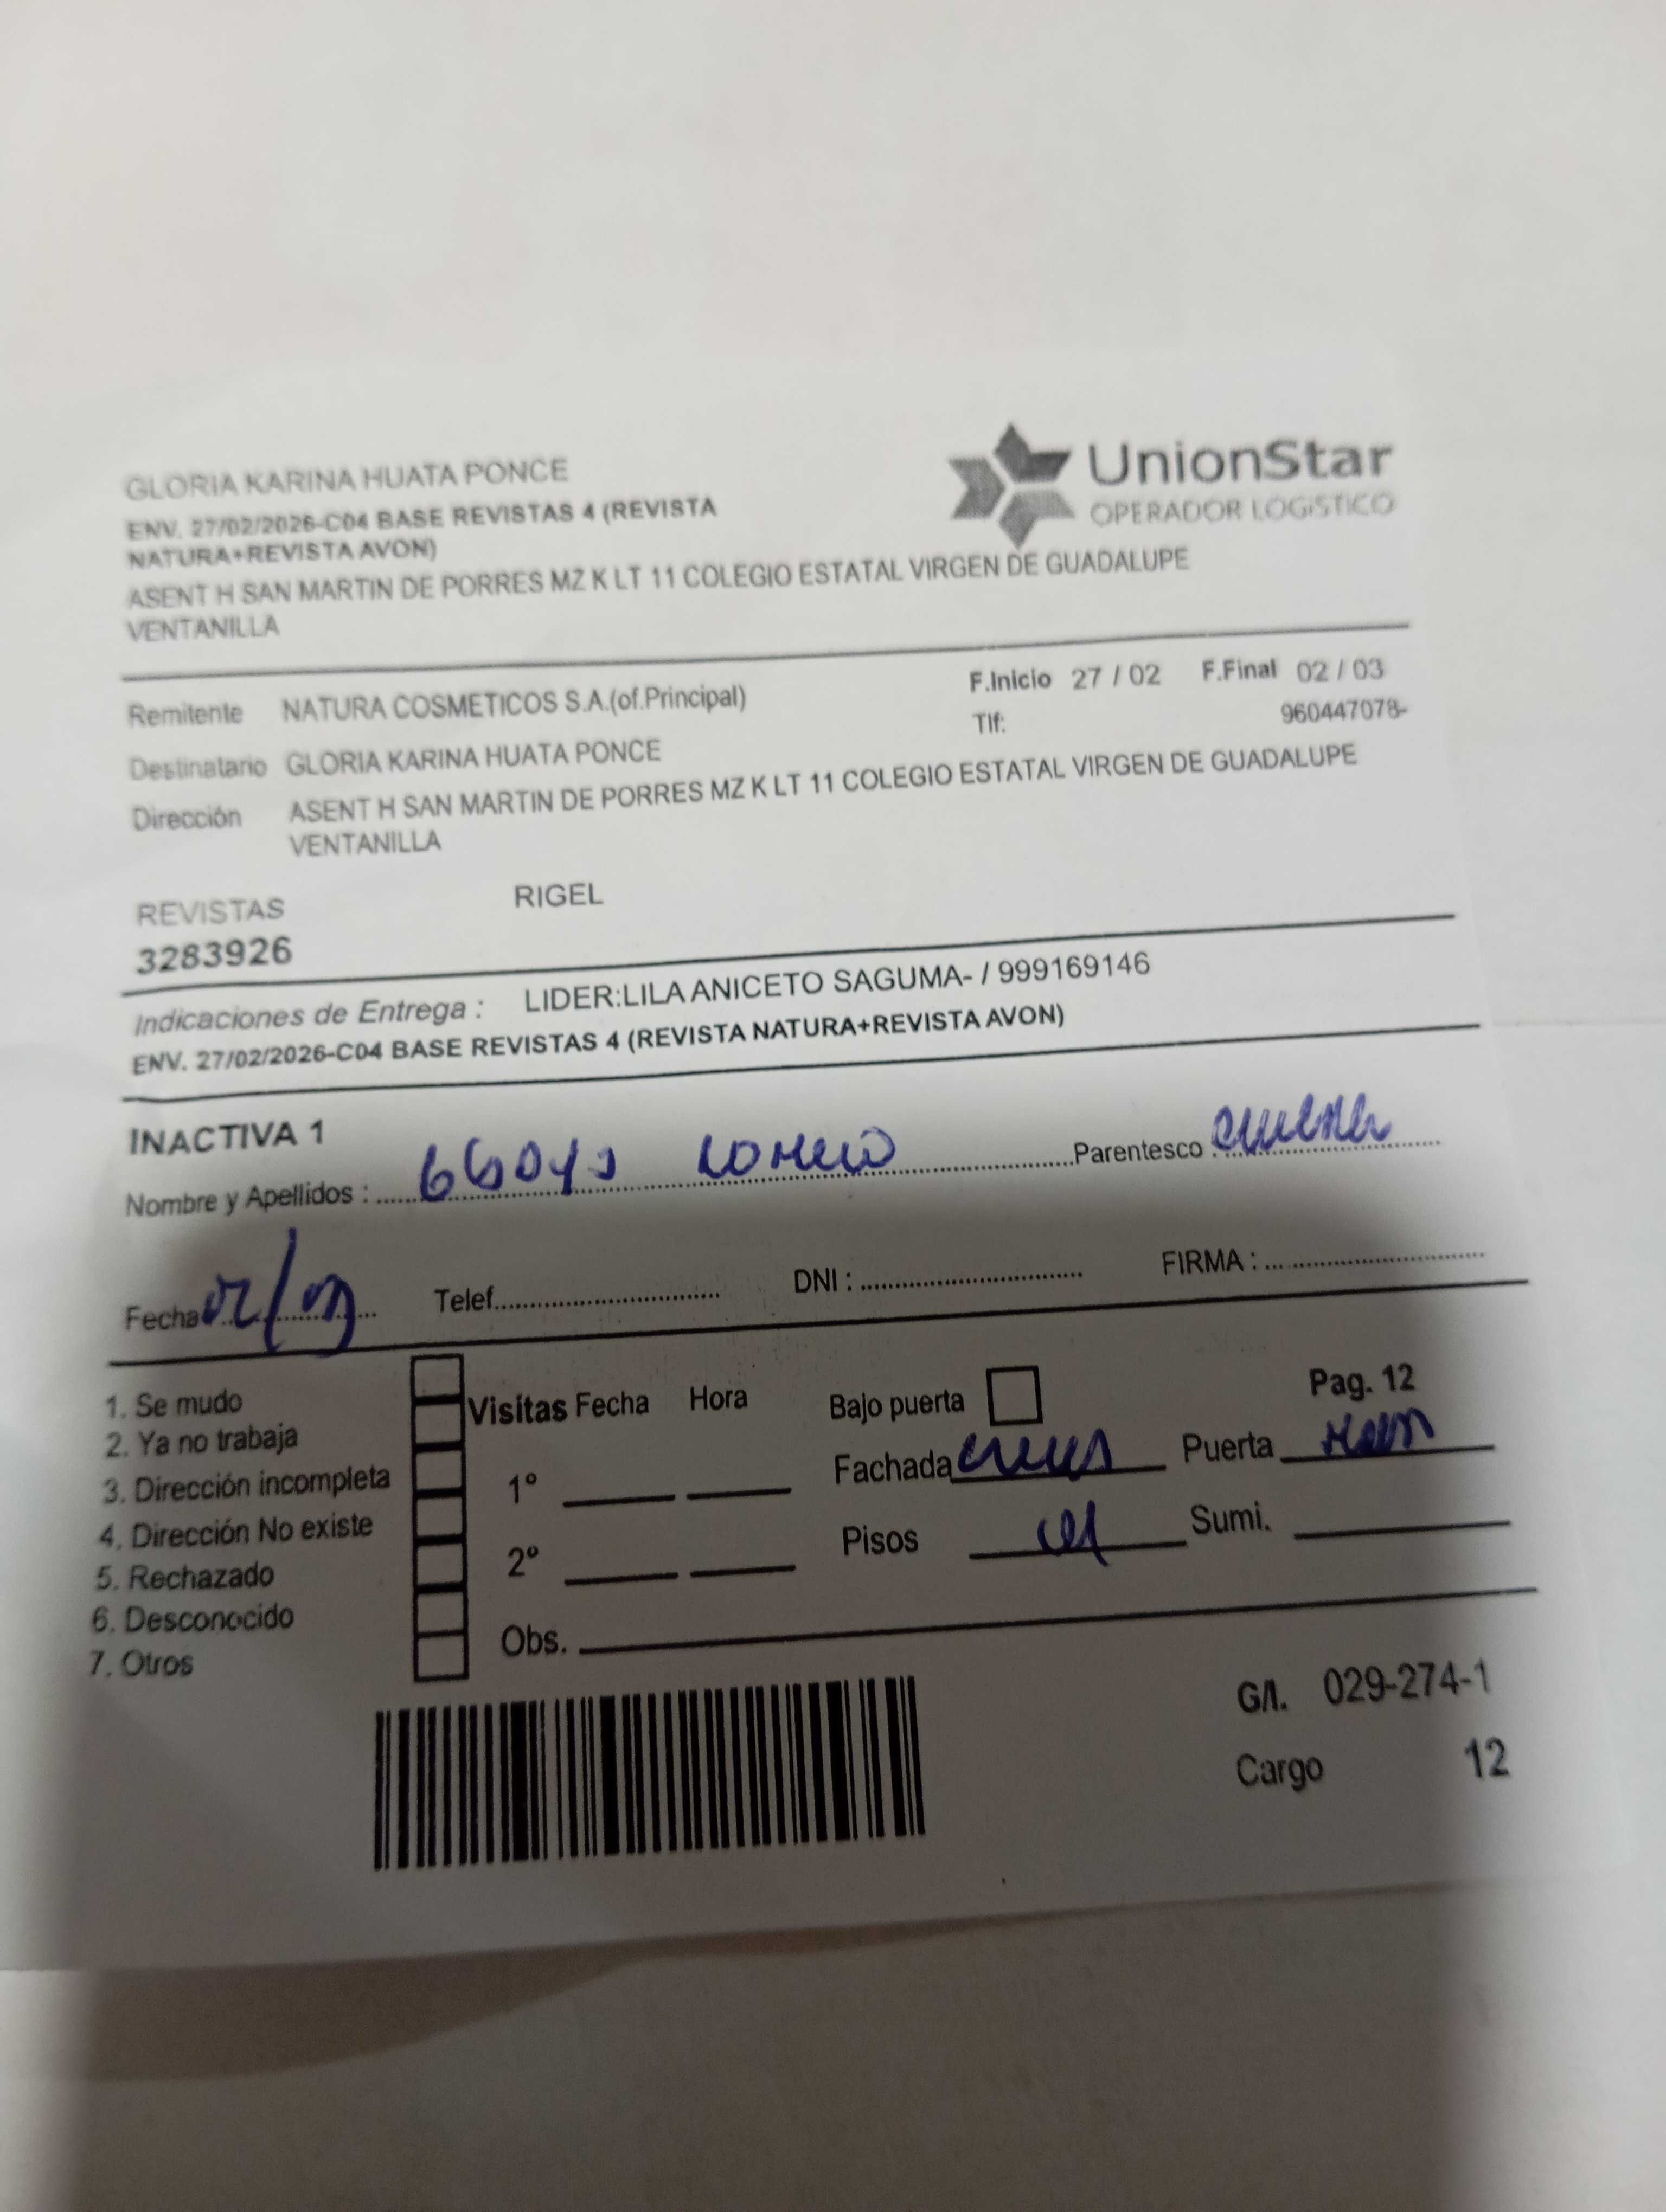 GLORIA KARINA HUATA PONCE
UnionStar
OPERADOR LOGÍSTICO
ENV. 27/02/2026-C04 BASE REVISTAS 4 (REVISTA
NATURA+REVISTA AVON)
ASENT H SAN MARTIN DE PORRES MZ K LT 11 COLEGIO ESTATAL VIRGEN DE GUADALUPE
VENTANILLA
Remitente NATURA COSMETICOS S.A.(of.Principal) F.Inicio 27 / 02 F.Final 02 / 03
Tlf: 960447078-
Destinatario GLORIA KARINA HUATA PONCE
Dirección ASENT H SAN MARTIN DE PORRES MZ K LT 11 COLEGIO ESTATAL VIRGEN DE GUADALUPE
VENTANILLA
REVISTAS RIGEL
3283926
Indicaciones de Entrega : LIDER:LILA ANICETO SAGUMA- / 999169146
ENV. 27/02/2026-C04 BASE REVISTAS 4 (REVISTA NATURA+REVISTA AVON)
INACTIVA 1
Nombre y Apellidos : Parentesco :
Fecha 02/03 Telef. DNI : FIRMA :
1. Se mudo
2. Ya no trabaja
3. Dirección incompleta
4. Dirección No existe
5. Rechazado
6. Desconocido
7. Otros
Visitas Fecha Hora
1º
2º
Obs.
Bajo puerta Pag. 12
Fachada Puerta
Pisos Sumi.
G/I. 029-274-1
Cargo 12